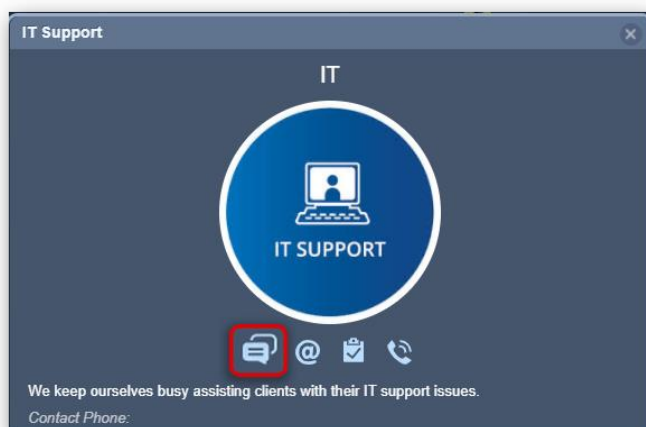 IT Support
IT
IT SUPPORT
@
We keep ourselves busy assisting clients with their IT support issues.
Contact Phone: